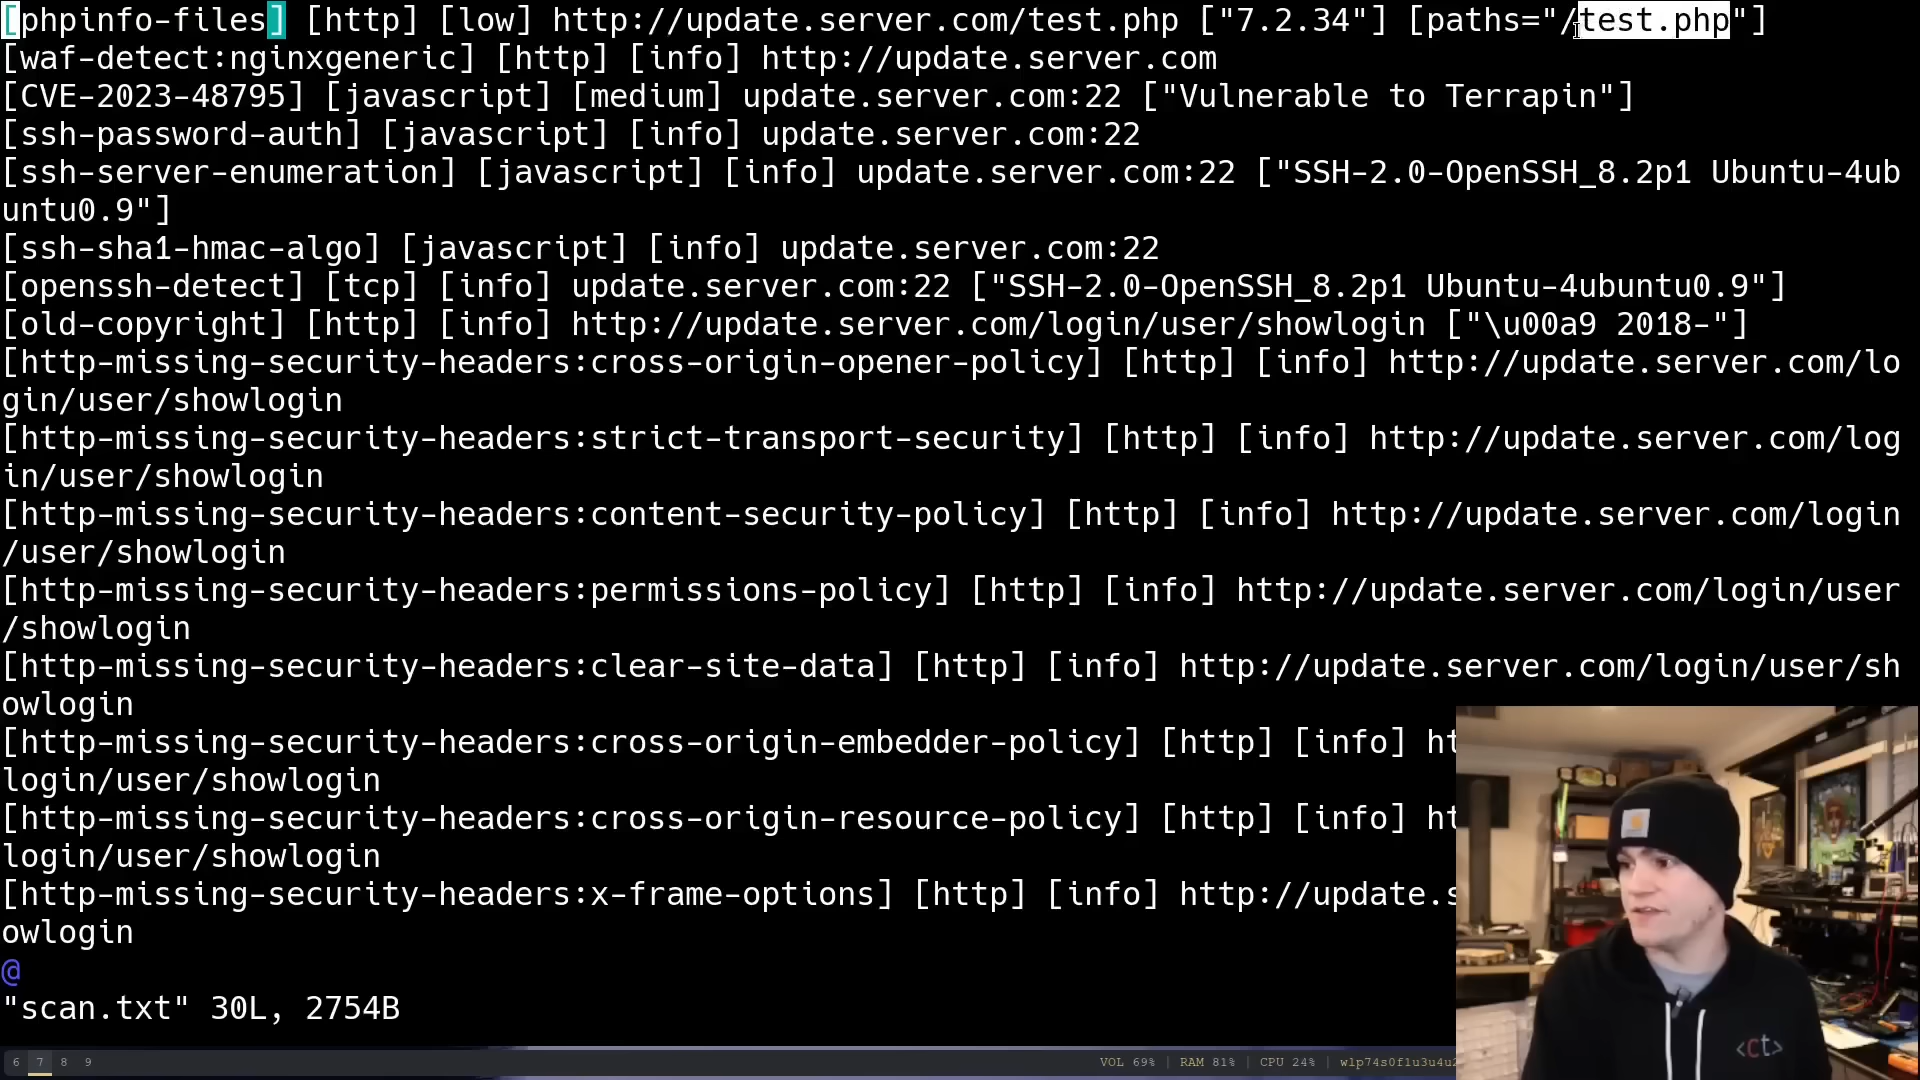 [phpinfo-files] [http] [low] http://update.server.com/test.php ["7.2.34"] [paths="/test.php"]
[waf-detect:nginxgeneric] [http] [info] http://update.server.com
[CVE-2023-48795] [javascript] [medium] update.server.com:22 ["Vulnerable to Terrapin"]
[ssh-password-auth] [javascript] [info] update.server.com:22
[ssh-server-enumeration] [javascript] [info] update.server.com:22 ["SSH-2.0-OpenSSH_8.2p1 Ubuntu-4ub
untu0.9"]
[ssh-sha1-hmac-algo] [javascript] [info] update.server.com:22
[openssh-detect] [tcp] [info] update.server.com:22 ["SSH-2.0-OpenSSH_8.2p1 Ubuntu-4ubuntu0.9"]
[old-copyright] [http] [info] http://update.server.com/login/user/showlogin ["\u00a9 2018-"]
[http-missing-security-headers:cross-origin-opener-policy] [http] [info] http://update.server.com/lo
gin/user/showlogin
[http-missing-security-headers:strict-transport-security] [http] [info] http://update.server.com/log
in/user/showlogin
[http-missing-security-headers:content-security-policy] [http] [info] http://update.server.com/login
/user/showlogin
[http-missing-security-headers:permissions-policy] [http] [info] http://update.server.com/login/user
/showlogin
[http-missing-security-headers:clear-site-data] [http] [info] http://update.server.com/login/user/sh
owlogin
[http-missing-security-headers:cross-origin-embedder-policy] [http] [info] ht
login/user/showlogin
[http-missing-security-headers:cross-origin-resource-policy] [http] [info] ht
login/user/showlogin
[http-missing-security-headers:x-frame-options] [http] [info] http://update.s
owlogin
@
"scan.txt" 30L, 2754B
6 7 8 9 VOL 69% | RAM 81% | CPU 24% | wlp74s0f1u3u4u2
<ct>